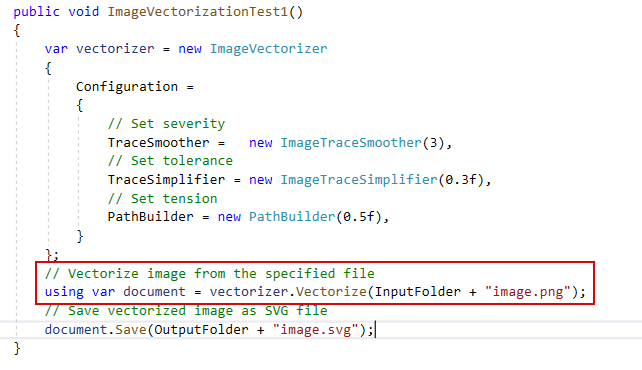 public void ImageVectorizationTest1()
{
    var vectorizer = new ImageVectorizer
    {
        Configuration =
        {
            // Set severity
            TraceSmoother =   new ImageTraceSmoother(3),
            // Set tolerance
            TraceSimplifier = new ImageTraceSimplifier(0.3f),
            // Set tension
            PathBuilder = new PathBuilder(0.5f),
        }
    };
    // Vectorize image from the specified file
    using var document = vectorizer.Vectorize(InputFolder + "image.png");
    // Save vectorized image as SVG file
    document.Save(OutputFolder + "image.svg");
}